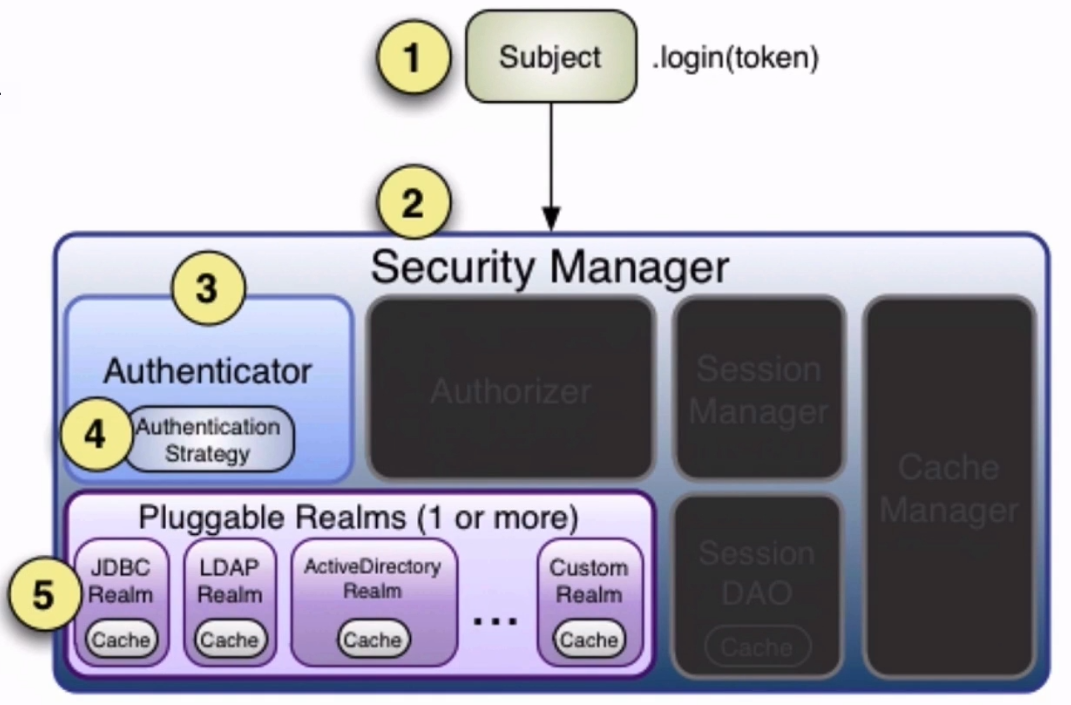 1
Subject
.login(token)
2
Security Manager
3
Authenticator
4
Authentication
Strategy
Authorizer
Session
Manager
Cache
Manager
Pluggable Realms (1 or more)
5
JDBC
Realm
Cache
LDAP
Realm
Cache
ActiveDirectory
Realm
Cache
...
Custom
Realm
Cache
Session
DAO
Cache